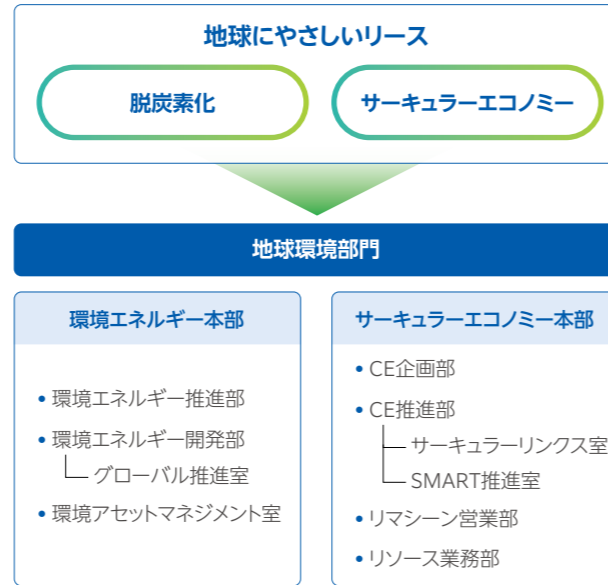 地球にやさしいリース
脱炭素化
サーキュラーエコノミー
地球環境部門
環境エネルギー本部
• 環境エネルギー推進部
• 環境エネルギー開発部
グローバル推進室
• 環境アセットマネジメント室
サーキュラーエコノミー本部
• CE企画部
• CE推進部
サーキュラーリンクス室
SMART推進室
• リマシーン営業部
• リソース業務部